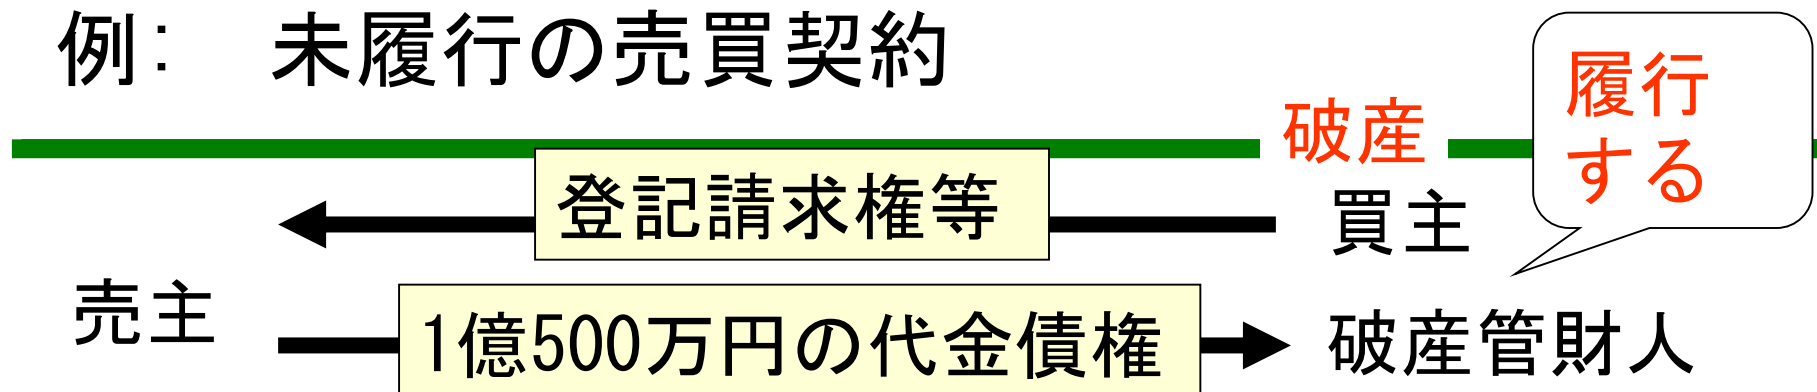 例：　未履行の売買契約
履行
する
破産
登記請求権等
買主
売主
1億500万円の代金債権
破産管財人